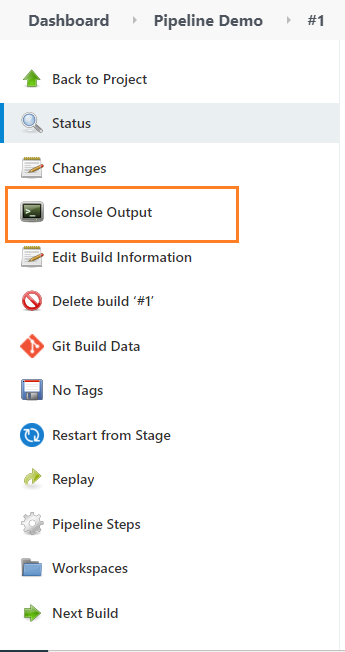 Dashboard Pipeline Demo #1
Back to Project
Status
Changes
Console Output
Edit Build Information
Delete build ‘#1’
Git Build Data
No Tags
Restart from Stage
Replay
Pipeline Steps
Workspaces
Next Build